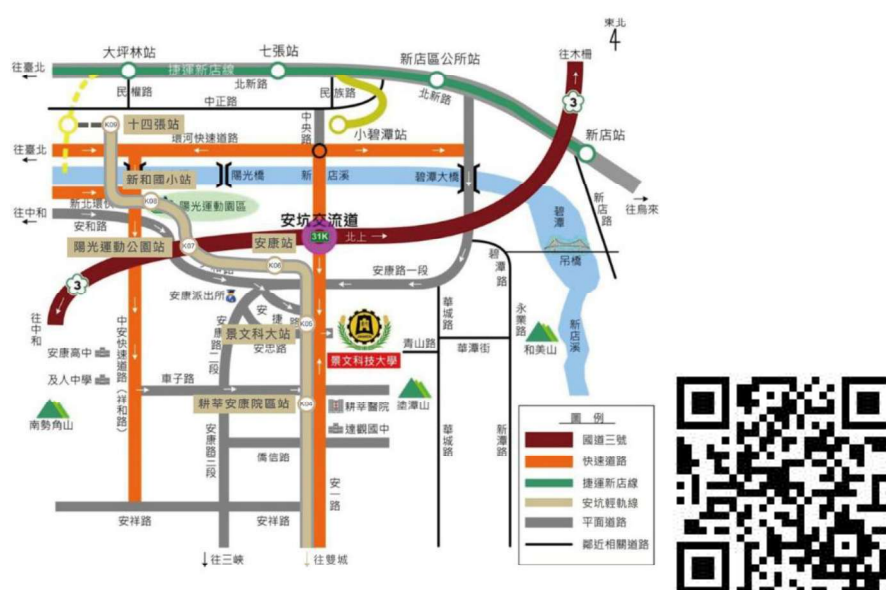 東北
4
往木柵
大坪林站
七張站
新店區公所站
往臺北
捷運新店線
北新路
北新路
民權路
民族路
中正路
3
十四張站
K09
中央路
小碧潭站
新店站
環河快速道路
往臺北
新和國小站
陽光橋
新店溪
碧潭大橋
新北環快
K08
陽光運動園區
碧潭
新店路
往烏來
往中和
安和路
安坑交流道
陽光運動公園站
K07
安康站
31K
北上
吊橋
K06
安康路一段
碧潭路
3
安康派出所
往中和
中安快速道路(祥和路)
安康路二段
安捷路
華城路
永業路
新店溪
景文科大站
K05
安忠路
景文科技大學
青山路
華潭街
和美山
安康高中
及人中學
車子路
塗潭山
南勢角山
耕莘安康院區站
K04
耕莘醫院
達觀國中
安康路三段
僑信路
安一路
華城路
新潭路
安祥路
安祥路
往三峽
往雙城
圖例
國道三號
快速道路
捷運新店線
安坑輕軌線
平面道路
鄰近相關道路